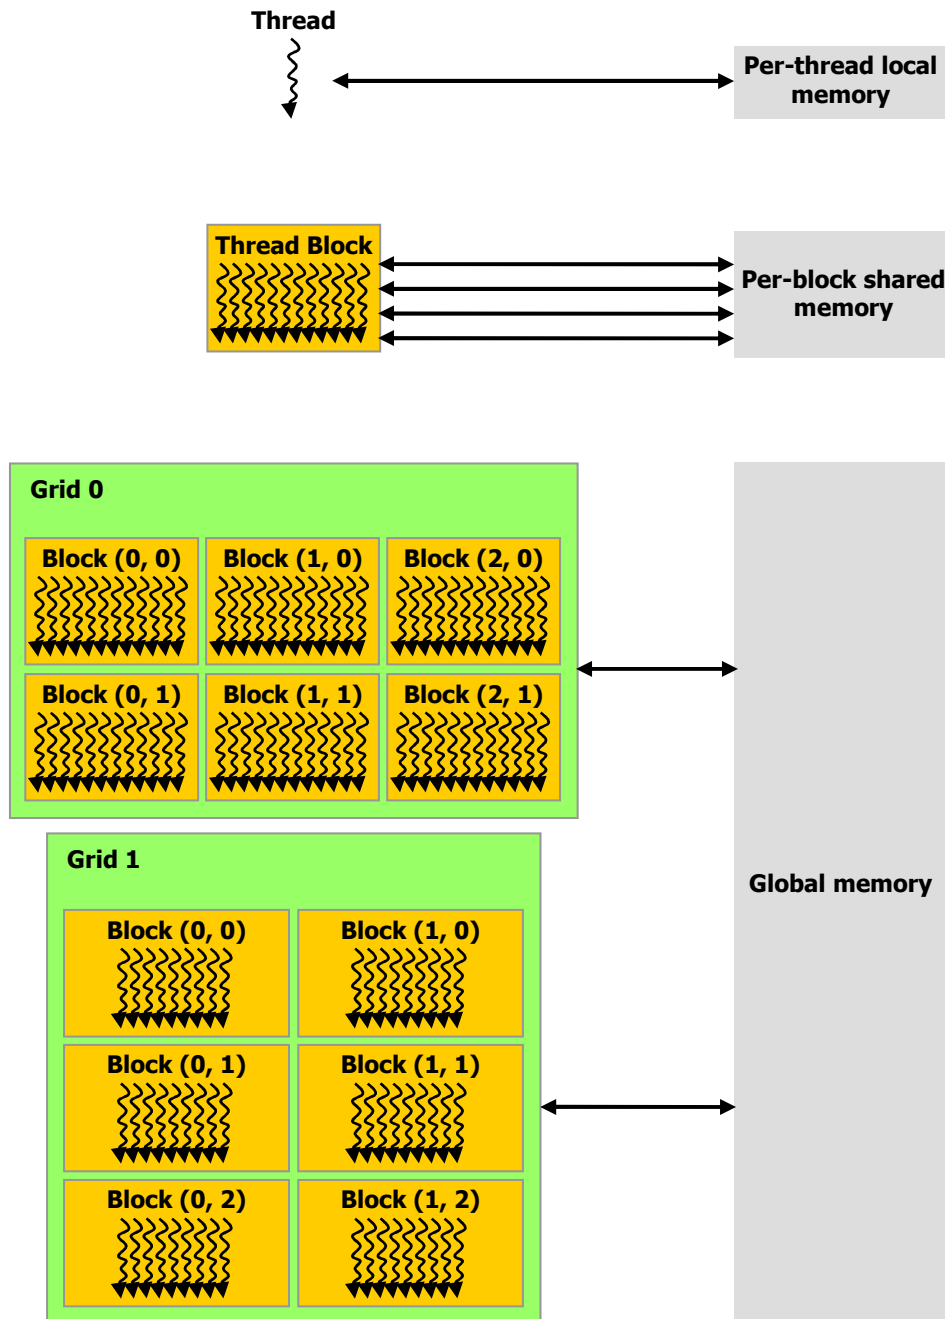 Thread
Per-thread local
memory
Thread Block
Per-block shared
memory
Grid 0
Block (0, 0)
Block (1, 0)
Block (2, 0)
Block (0, 1)
Block (1, 1)
Block (2, 1)
Grid 1
Global memory
Block (0, 0)
Block (1, 0)
Block (0, 1)
Block (1, 1)
Block (0, 2)
Block (1, 2)